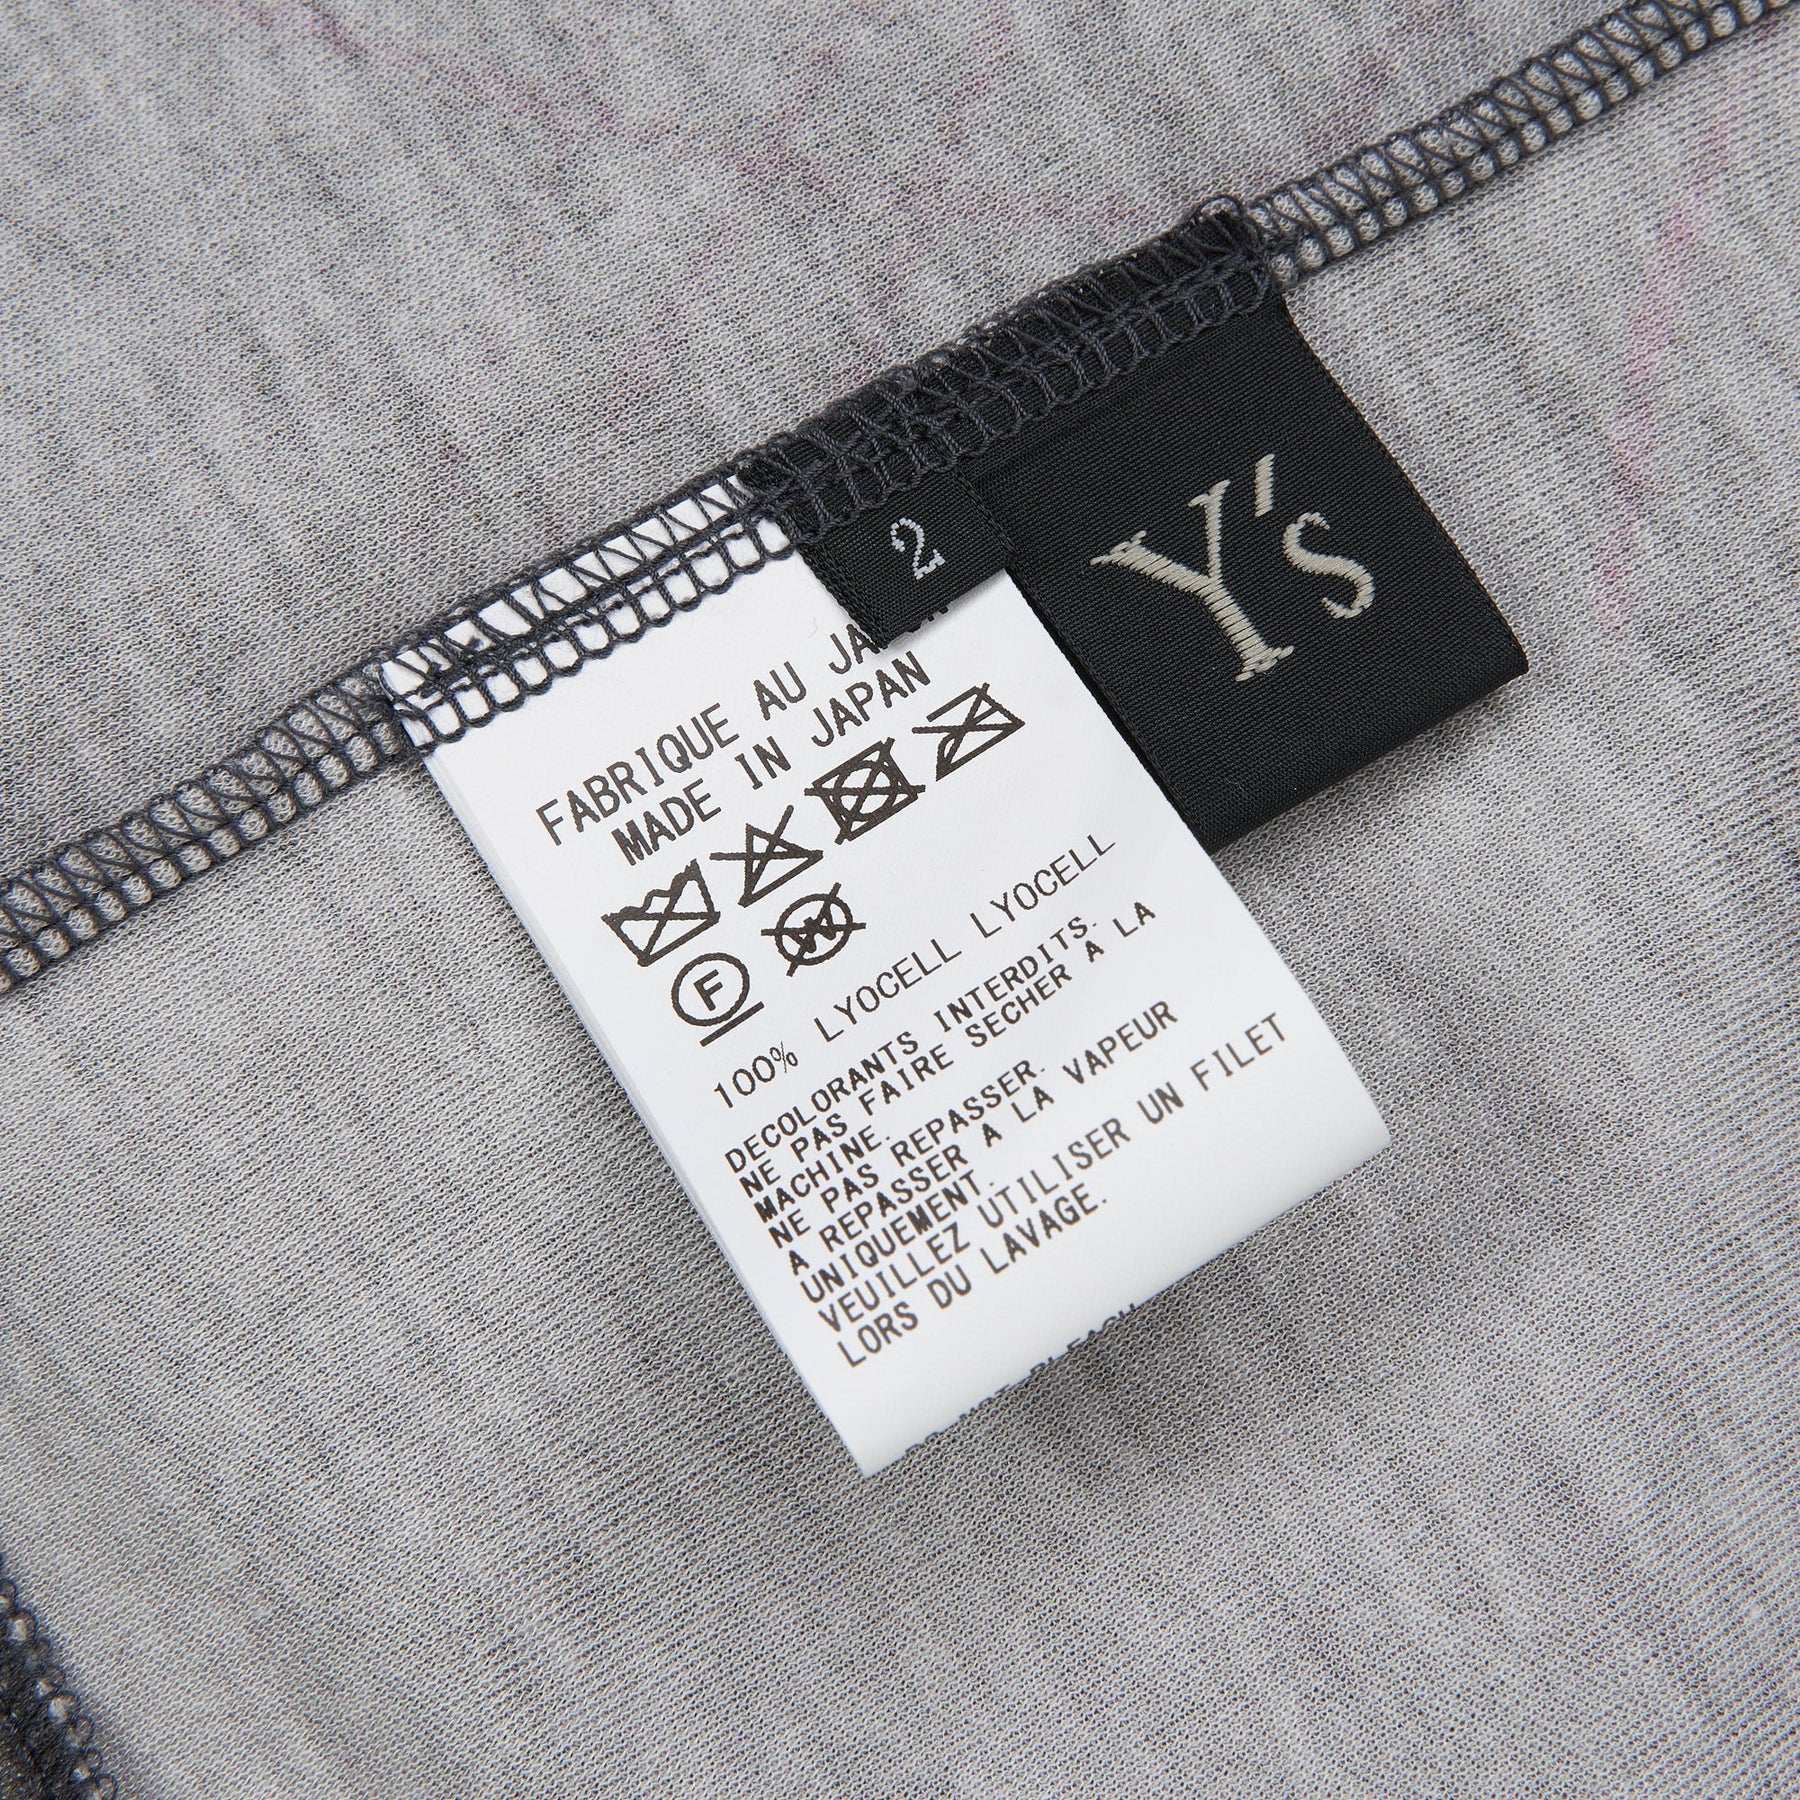 Y's
2
FABRIQUE AU
MADE IN JAPAN
F
W
100% LYOCELL LYOCELL
DECOLORANTS INTERDITS.
NE PAS FAIRE SECHER A LA
MACHINE.
NE PAS REPASSER.
A REPASSER A LA VAPEUR
UNIQUEMENT.
VEUILLEZ UTILISER UN FILET
LORS DU LAVAGE.